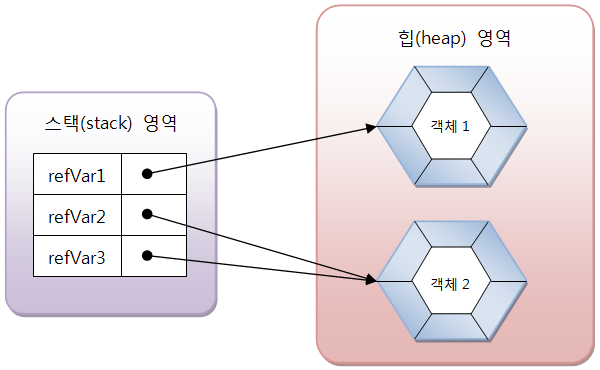 스택(stack) 영역
refVar1
refVar2
refVar3
힙(heap) 영역
객체 1
객체 2